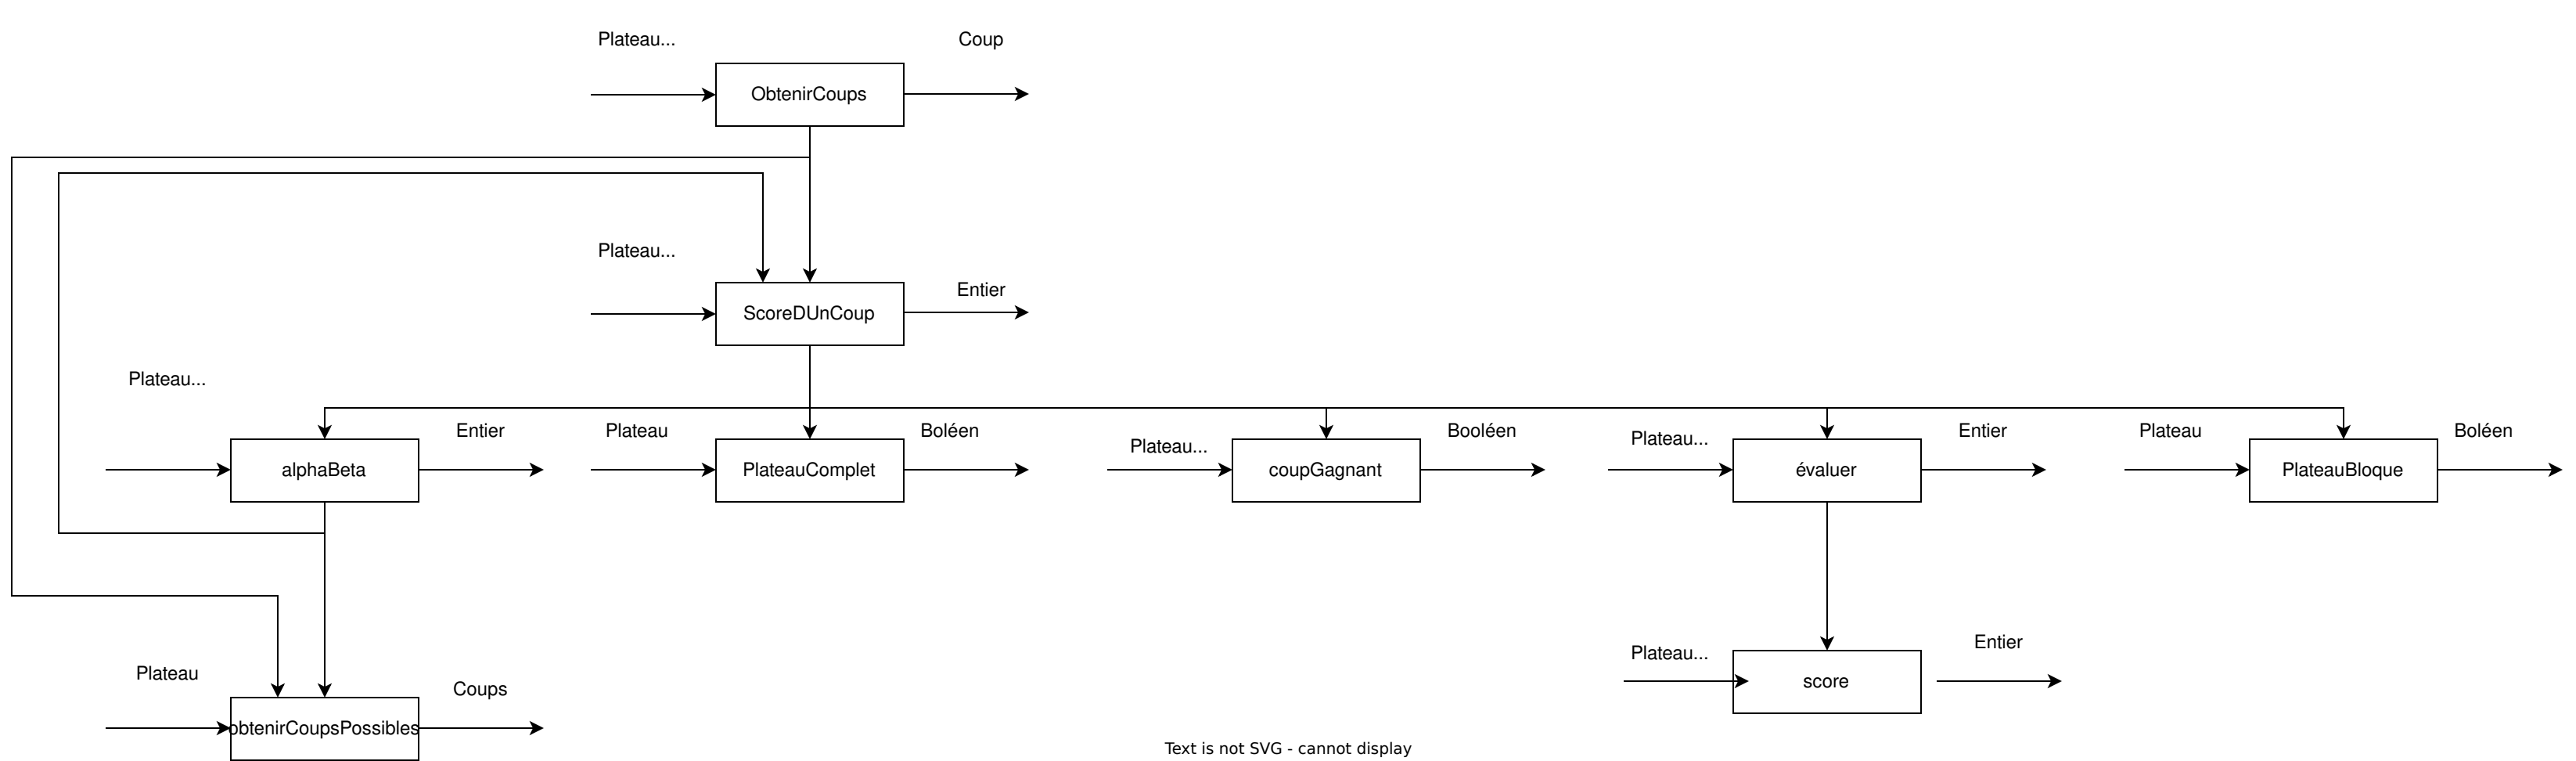 Plateau...
Coup
ObtenirCoups
Plateau...
Entier
ScoreDUnCoup
Plateau...
Entier
Plateau
Boléen
Plateau...
Booléen
Plateau...
Entier
Plateau
Boléen
alphaBeta
PlateauComplet
coupGagnant
évaluer
PlateauBloque
Plateau...
Entier
Plateau
Coups
score
obtenirCoupsPossibles
Text is not SVG - cannot display